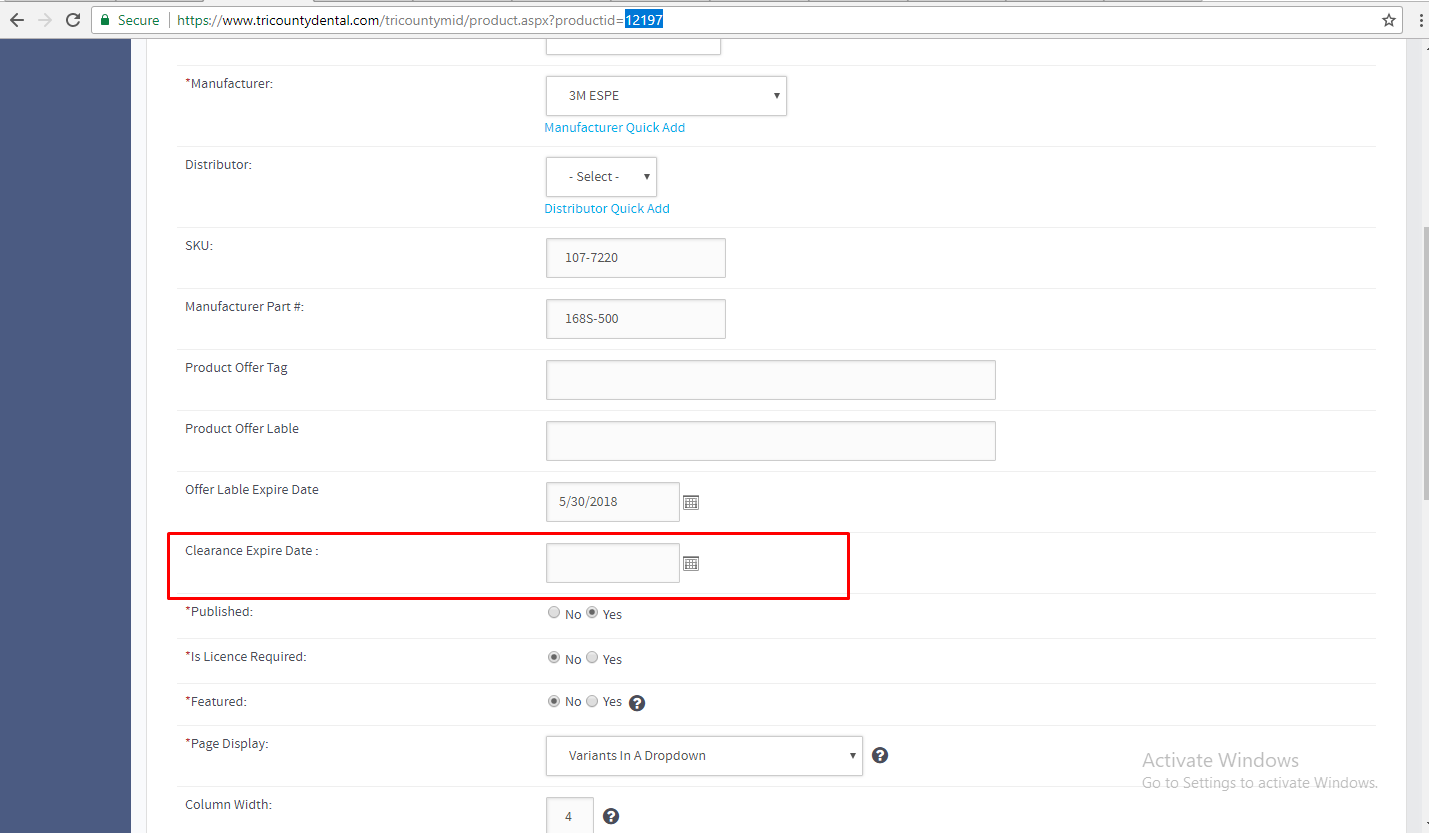 Secure https://www.tricountydental.com/tricountymid/product.aspx?productid=12197
*Manufacturer:
3M ESPE
Manufacturer Quick Add
Distributor:
- Select -
Distributor Quick Add
SKU:
107-7220
Manufacturer Part #:
168S-500
Product Offer Tag
Product Offer Lable
Offer Lable Expire Date
5/30/2018
Clearance Expire Date :
*Published:
No Yes
*Is Licence Required:
No Yes
*Featured:
No Yes ?
*Page Display:
Variants In A Dropdown ?
Column Width:
4 ?
Activate Windows
Go to Settings to activate Windows.